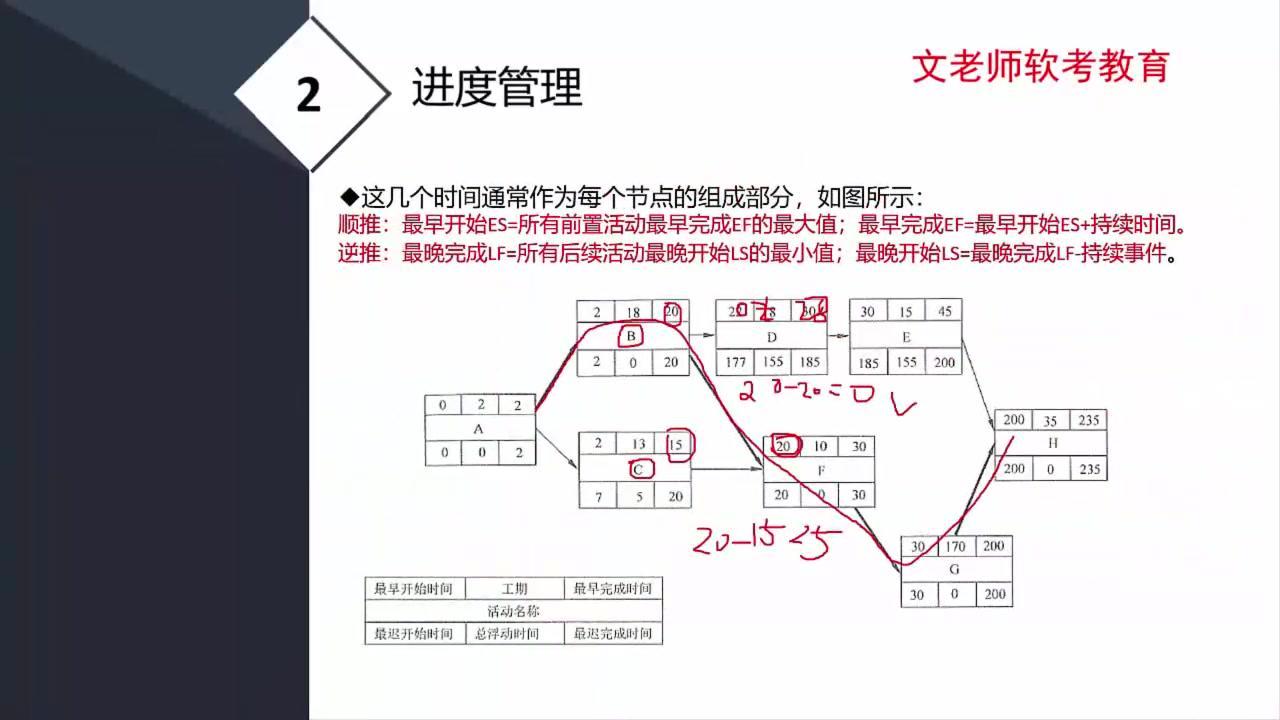 2
进度管理
文老师软考教育
◆这几个时间通常作为每个节点的组成部分，如图所示：
顺推：最早开始ES=所有前置活动最早完成EF的最大值；最早完成EF=最早开始ES+持续时间。
逆推：最晚完成LF=所有后续活动最晚开始LS的最小值；最晚开始LS=最晚完成LF-持续事件。
2 18 20
B
2 0 20
D
177 155 185
30 15 45
E
185 155 200
20-20=0
0 2 2
A
0 0 2
2 13 15
C
7 5 20
20 10 30
F
20 0 30
200 35 235
H
200 0 235
20-15
30 170 200
G
30 0 200
最早开始时间 工期 最早完成时间
活动名称
最迟开始时间 总浮动时间 最迟完成时间